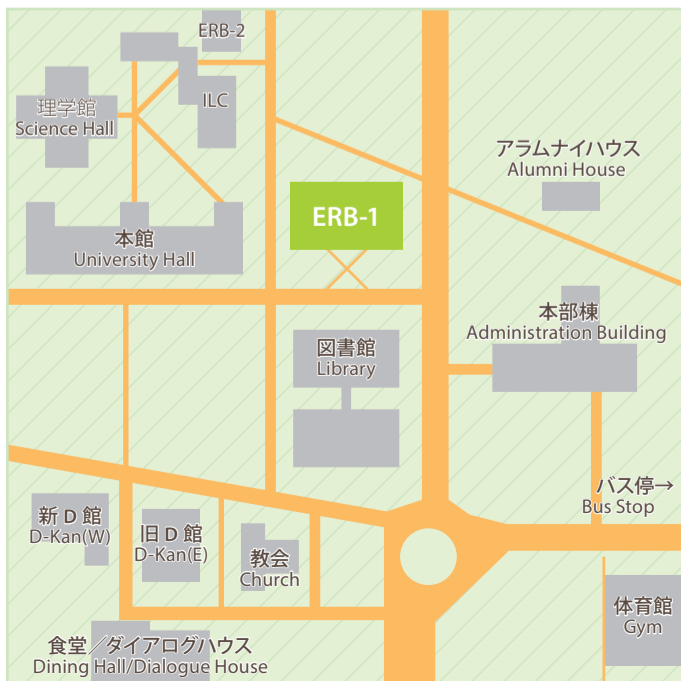 ERB-2
ILC
理学館
Science Hall
アラムナイハウス
Alumni House
ERB-1
本館
University Hall
本部棟
Administration Building
図書館
Library
バス停→
Bus Stop
新 D 館
D-Kan(W)
旧 D 館
D-Kan(E)
教会
Church
体育館
Gym
食堂／ダイアログハウス
Dining Hall/Dialogue House